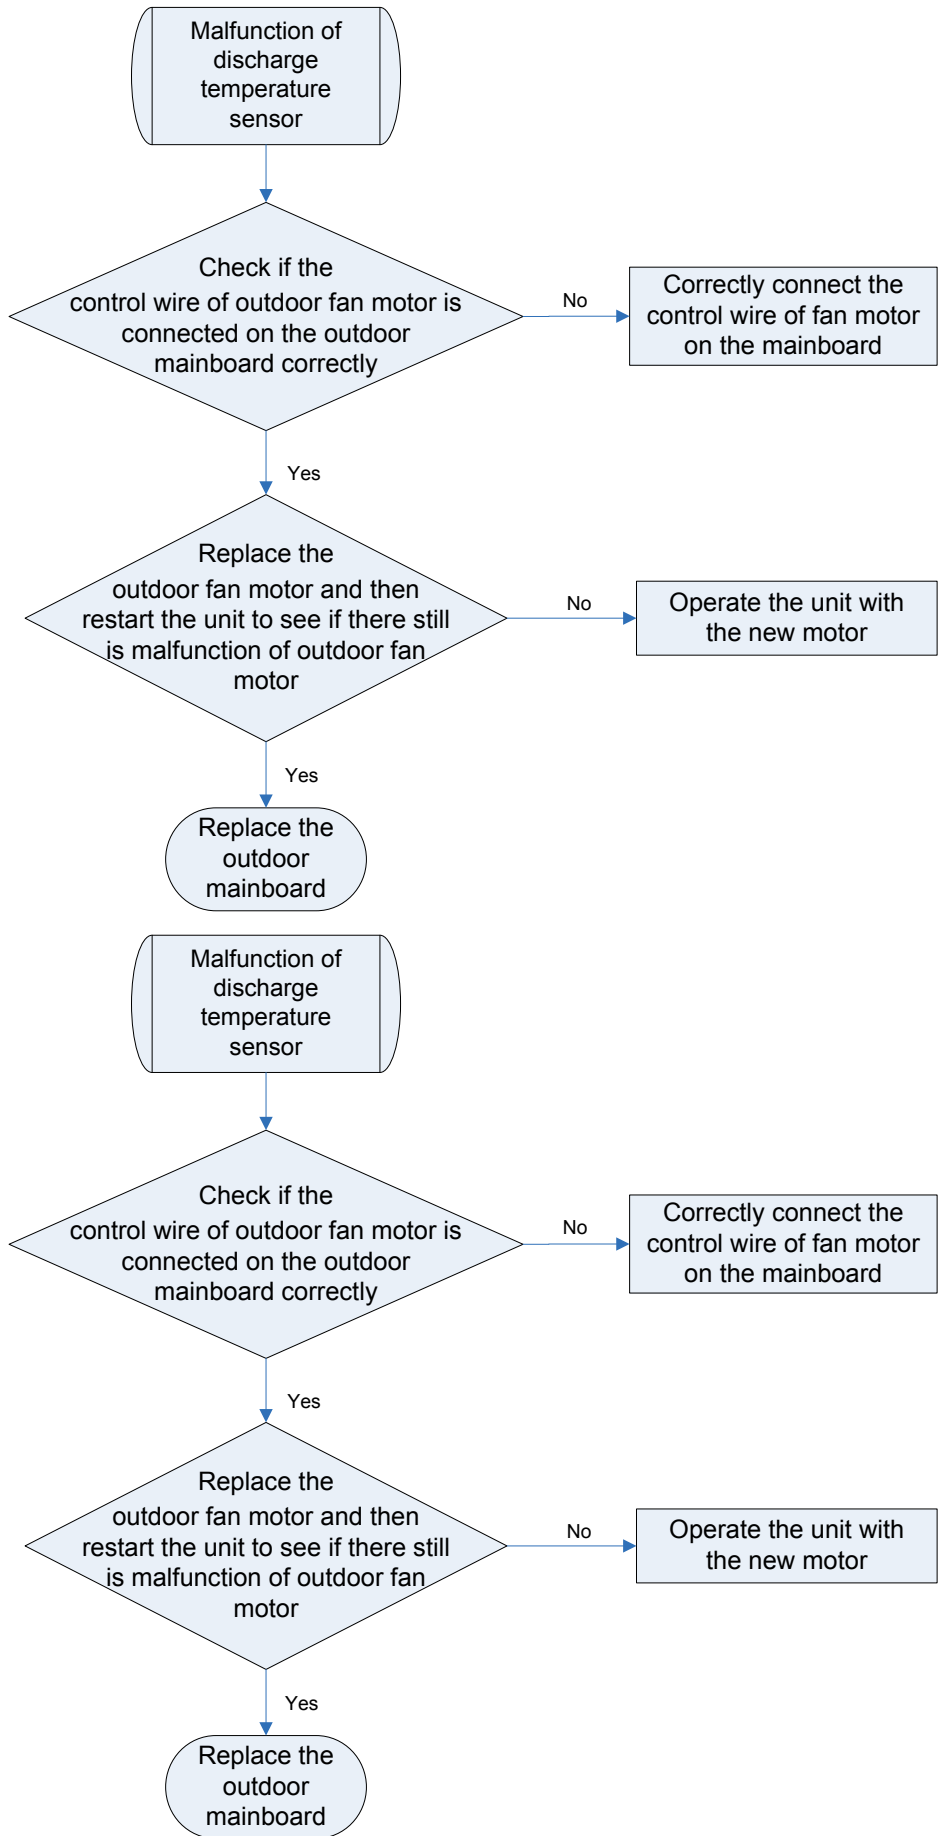 Malfunction of
discharge
temperature
sensor
Check if the
control wire of outdoor fan motor is
connected on the outdoor
mainboard correctly
No
Correctly connect the
control wire of fan motor
on the mainboard
Yes
Replace the
outdoor fan motor and then
restart the unit to see if there still
is malfunction of outdoor fan
motor
No
Operate the unit with
the new motor
Yes
Replace the
outdoor
mainboard
Malfunction of
discharge
temperature
sensor
Check if the
control wire of outdoor fan motor is
connected on the outdoor
mainboard correctly
No
Correctly connect the
control wire of fan motor
on the mainboard
Yes
Replace the
outdoor fan motor and then
restart the unit to see if there still
is malfunction of outdoor fan
motor
No
Operate the unit with
the new motor
Yes
Replace the
outdoor
mainboard